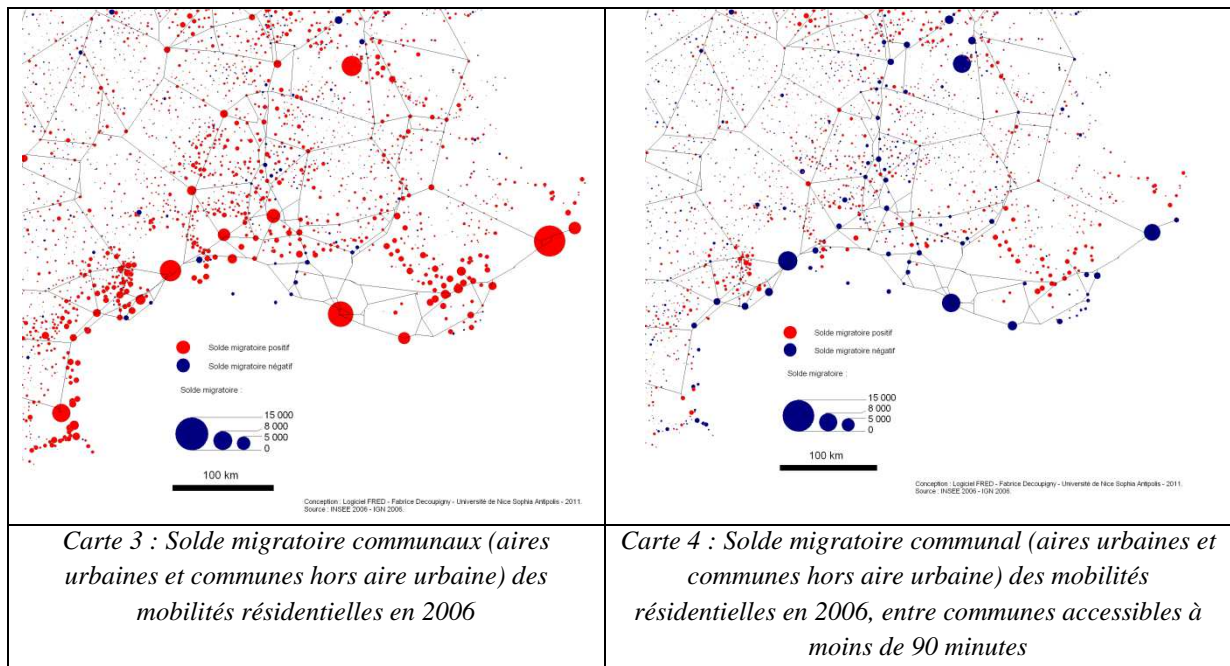 Solde migratoire positif
Solde migratoire négatif
Solde migratoire :
15 000
8 000
5 000
0
100 km
Conception : Logiciel FRED - Fabrice Decoupigny - Université de Nice Sophia Antipolis - 2011.
Source : INSEE 2006 - IGN 2006.
Solde migratoire positif
Solde migratoire négatif
Solde migratoire :
15 000
8 000
5 000
0
100 km
Conception : Logiciel FRED - Fabrice Decoupigny - Université de Nice Sophia Antipolis - 2011.
Source : INSEE 2006 - IGN 2006.
Carte 3 : Solde migratoire communaux (aires
urbaines et communes hors aire urbaine) des
mobilités résidentielles en 2006
Carte 4 : Solde migratoire communal (aires urbaines et
communes hors aire urbaine) des mobilités
résidentielles en 2006, entre communes accessibles à
moins de 90 minutes